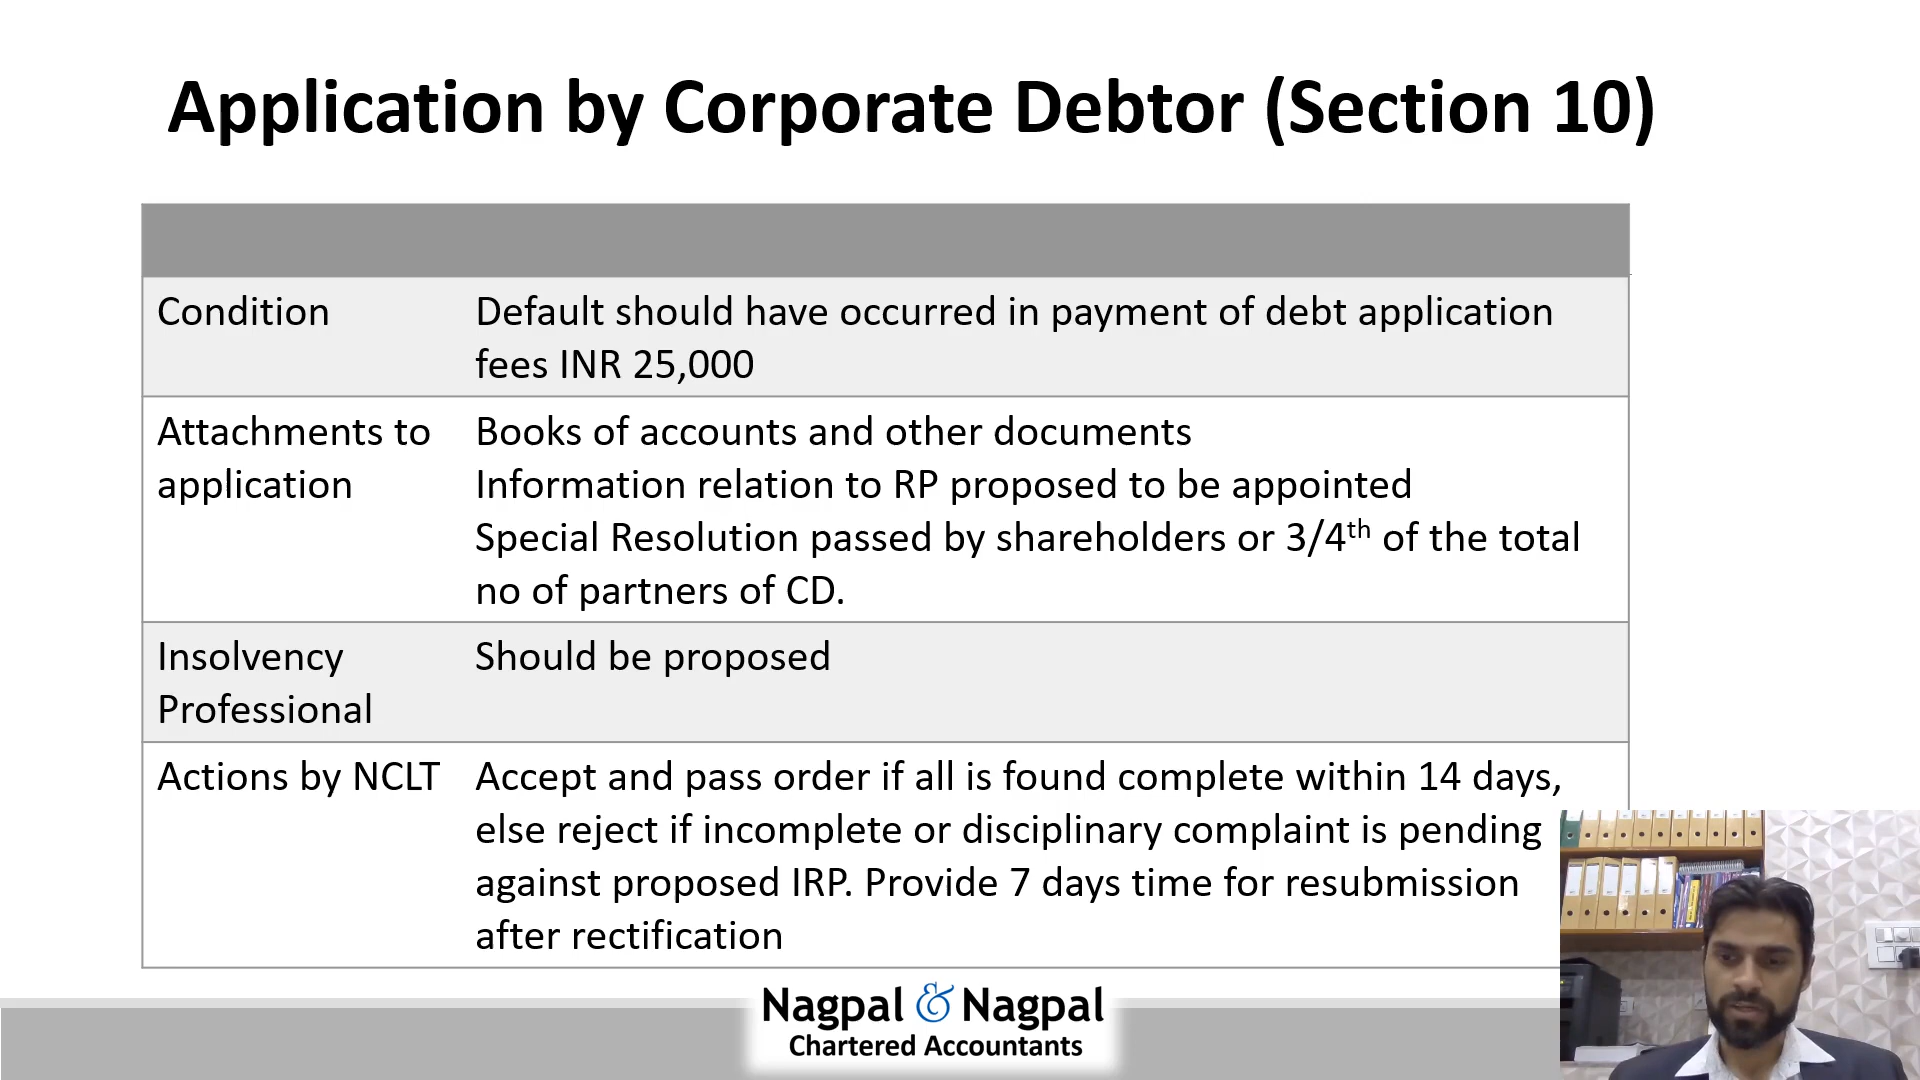 Application by Corporate Debtor (Section 10)
Condition
Default should have occurred in payment of debt application
fees INR 25,000
Attachments to
application
Books of accounts and other documents
Information relation to RP proposed to be appointed
Special Resolution passed by shareholders or 3/4th of the total
no of partners of CD.
Insolvency
Professional
Should be proposed
Actions by NCLT
Accept and pass order if all is found complete within 14 days,
else reject if incomplete or disciplinary complaint is pending
against proposed IRP. Provide 7 days time for resubmission
after rectification
Nagpal & Nagpal
Chartered Accountants